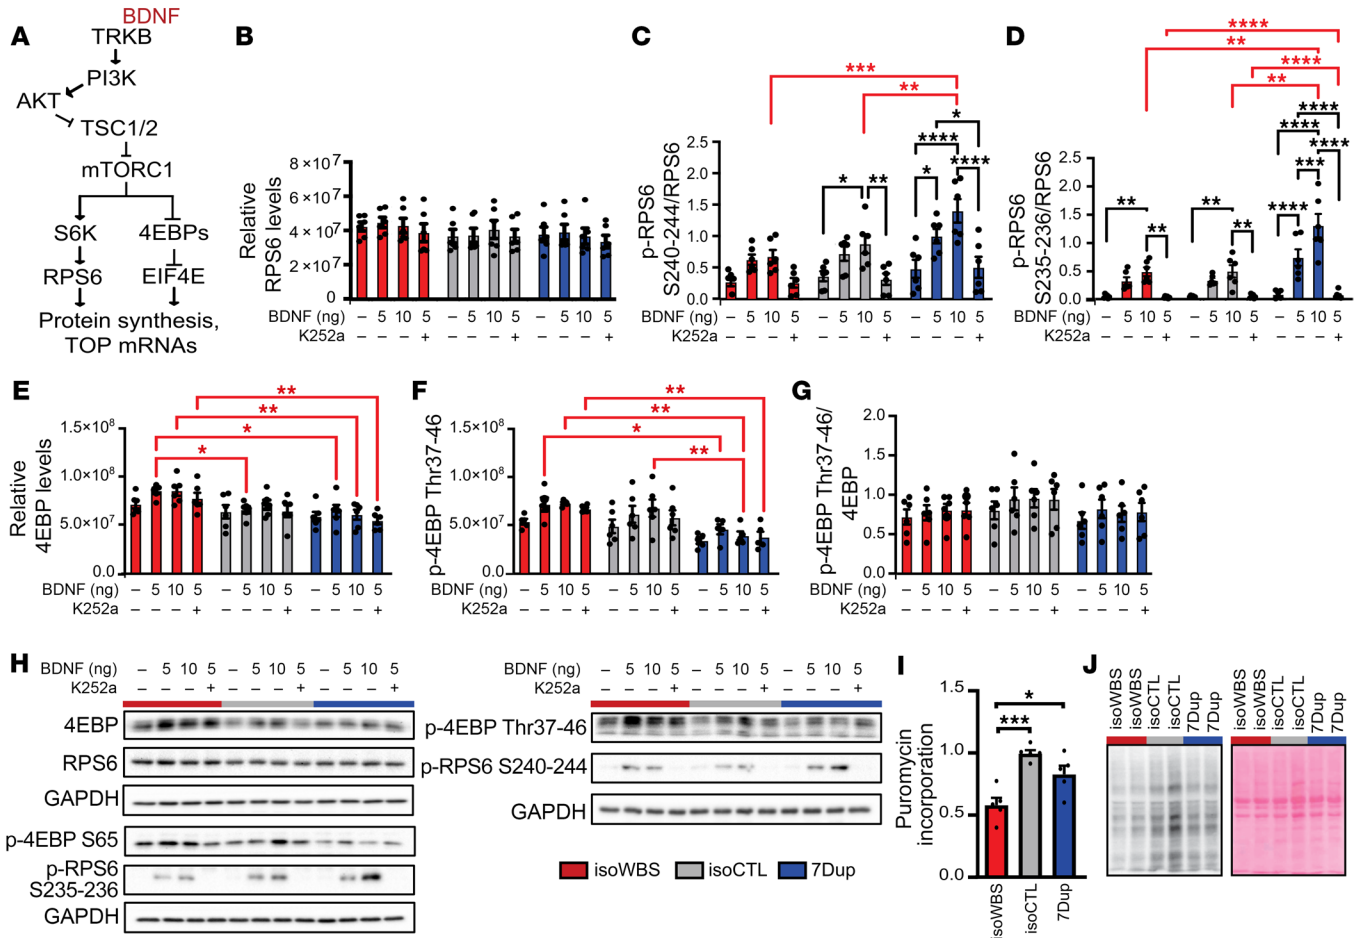 A
BDNF
TRKB
PI3K
AKT
TSC1/2
mTORC1
S6K
4EBPs
RPS6
EIF4E
Protein synthesis,
TOP mRNAs
B
Relative
RPS6 levels
8×10⁷
6×10⁷
4×10⁷
2×10⁷
0
BDNF (ng) – 5 10 5 – 5 10 5 – 5 10 5
K252a – – – + – – – + – – – +
C
p-RPS6
S240-244/RPS6
2.5
2.0
1.5
1.0
0.5
0.0
***
**
*
****
* ** * ****
BDNF (ng) – 5 10 5 – 5 10 5 – 5 10 5
K252a – – – + – – – + – – – +
D
p-RPS6
S235-236/RPS6
2.5
2.0
1.5
1.0
0.5
0.0
****
**
****
**
****
****
****
***
** ** ****
** **
BDNF (ng) – 5 10 5 – 5 10 5 – 5 10 5
K252a – – – + – – – + – – – +
E
Relative
4EBP levels
1.5×10⁸
1.0×10⁸
5.0×10⁷
0.0
**
**
*
*
BDNF (ng) – 5 10 5 – 5 10 5 – 5 10 5
K252a – – – + – – – + – – – +
F
p-4EBP Thr37-46
1.5×10⁸
1.0×10⁸
5.0×10⁷
0.0
**
**
*
**
BDNF (ng) – 5 10 5 – 5 10 5 – 5 10 5
K252a – – – + – – – + – – – +
G
p-4EBP Thr37-46/
4EBP
2.0
1.5
1.0
0.5
0.0
BDNF (ng) – 5 10 5 – 5 10 5 – 5 10 5
K252a – – – + – – – + – – – +
H
BDNF (ng) – 5 10 5 – 5 10 5 – 5 10 5
K252a – – – + – – – + – – – +
4EBP
RPS6
GAPDH
p-4EBP S65
p-RPS6
S235-236
GAPDH
BDNF (ng) – 5 10 5 – 5 10 5 – 5 10 5
K252a – – – + – – – + – – – +
p-4EBP Thr37-46
p-RPS6 S240-244
GAPDH
isoWBS isoCTL 7Dup
I
Puromycin
incorporation
1.5
1.0
0.5
0.0
*
***
isoWBS
isoCTL
7Dup
J
isoWBS
isoWBS
isoCTL
isoCTL
7Dup
7Dup
isoWBS
isoWBS
isoCTL
isoCTL
7Dup
7Dup